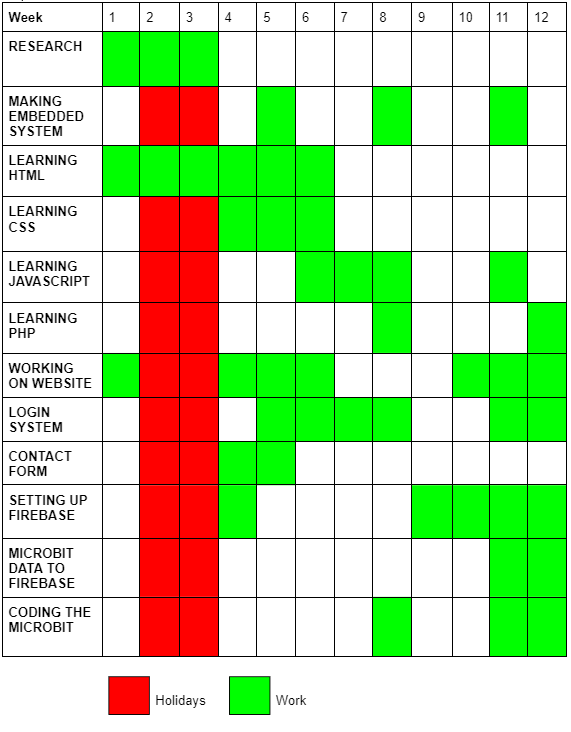 Week 1 2 3 4 5 6 7 8 9 10 11 12
RESEARCH
MAKING
EMBEDDED
SYSTEM
LEARNING
HTML
LEARNING
CSS
LEARNING
JAVASCRIPT
LEARNING
PHP
WORKING
ON WEBSITE
LOGIN
SYSTEM
CONTACT
FORM
SETTING UP
FIREBASE
MICROBIT
DATA TO
FIREBASE
CODING THE
MICROBIT
Holidays Work